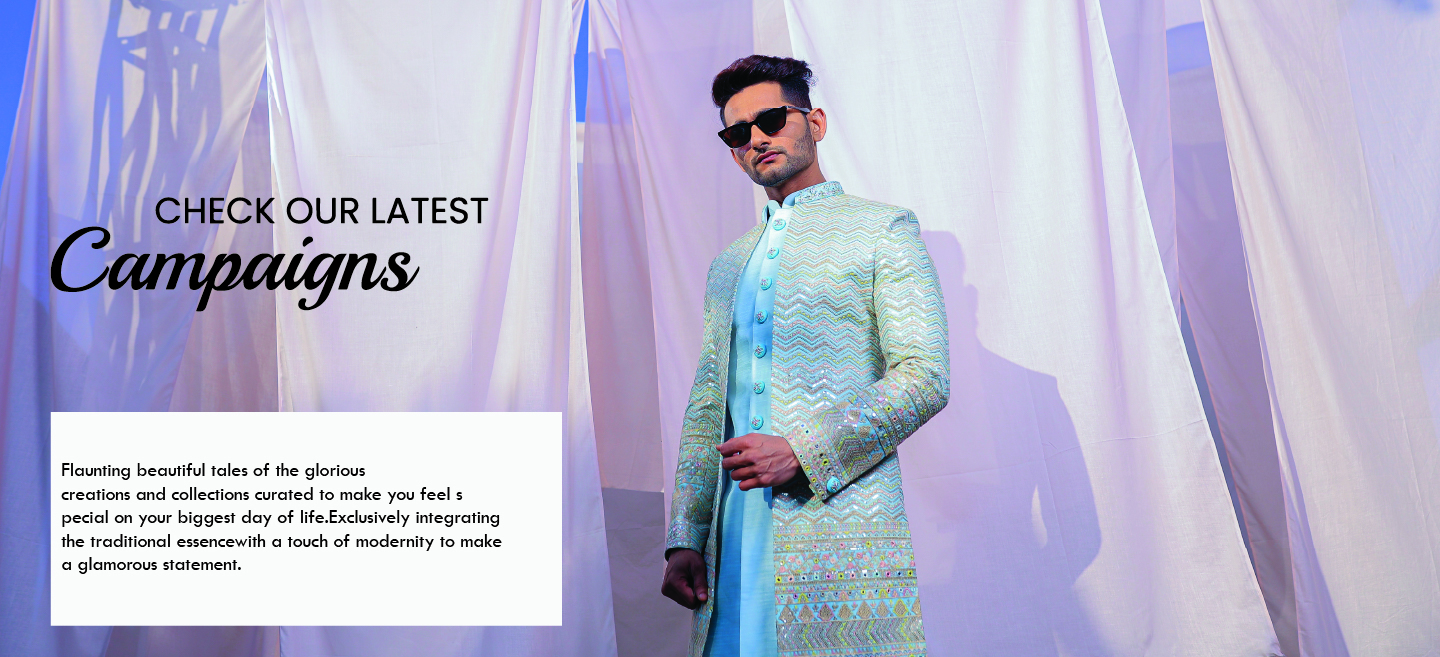 CHECK OUR LATEST
Campaigns
Flaunting beautiful tales of the glorious
creations and collections curated to make you feel s
pecial on your biggest day of life.Exclusively integrating
the traditional essencewith a touch of modernity to make
a glamorous statement.